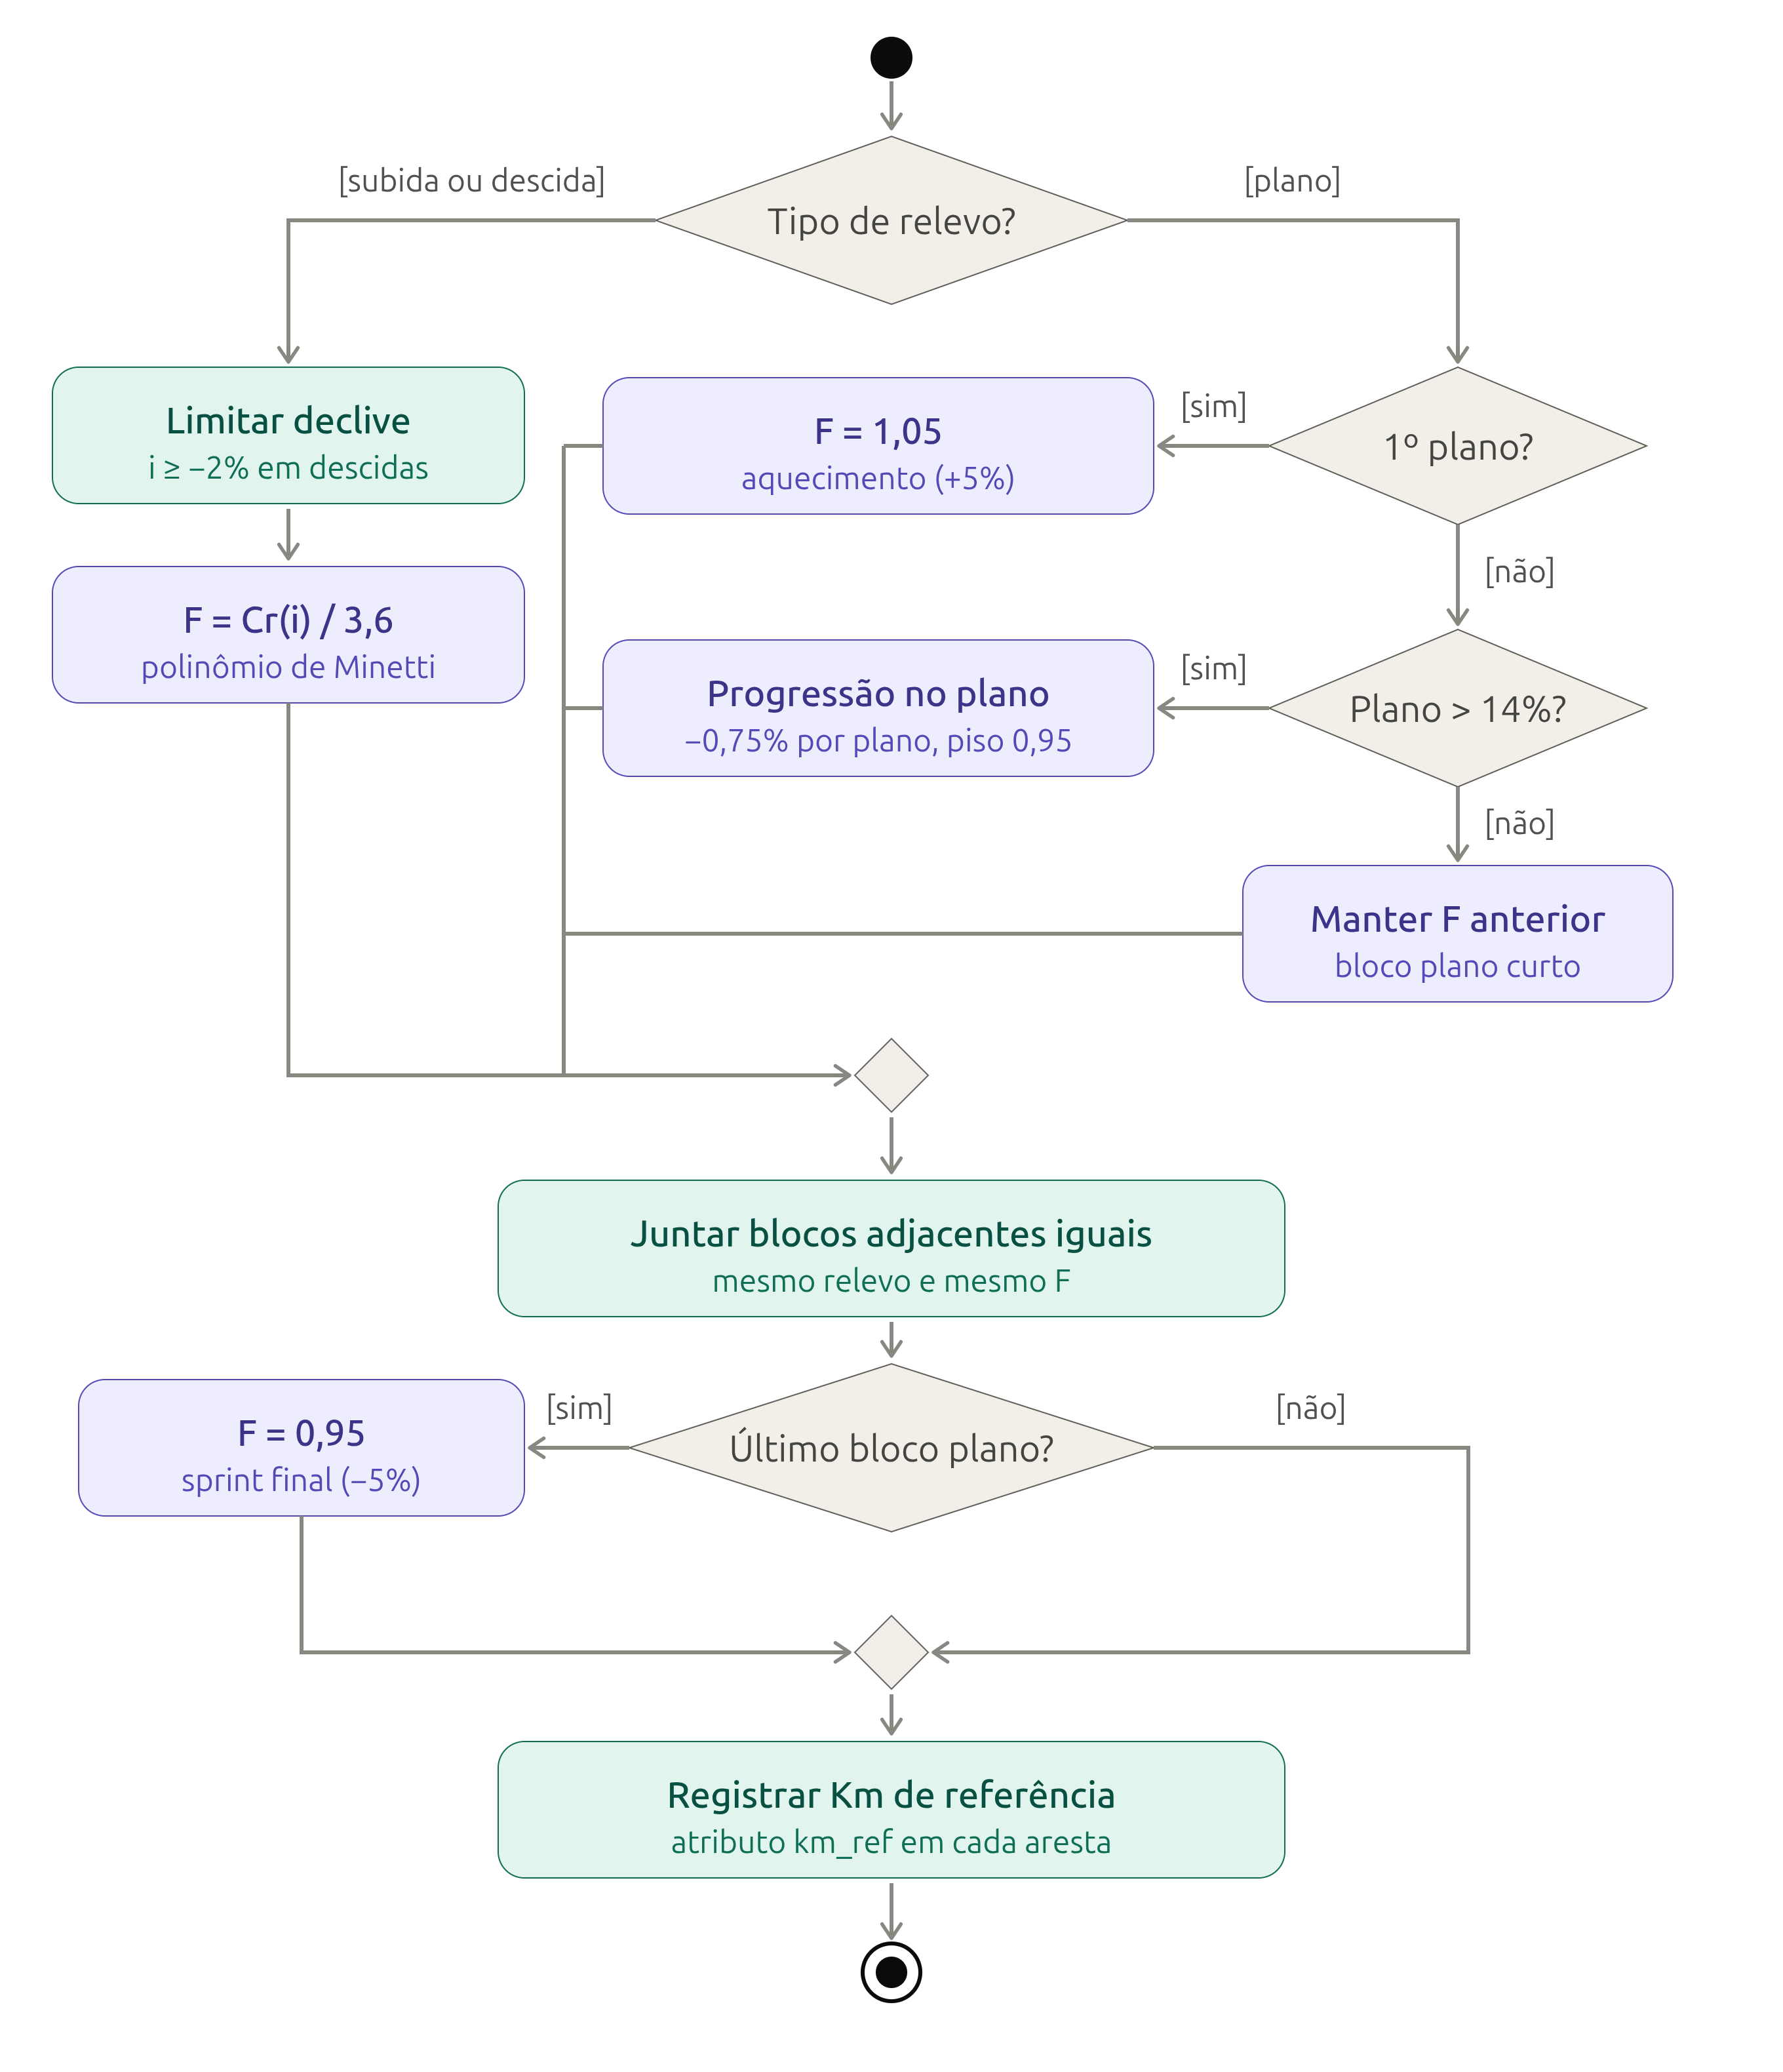 [subida ou descida]
[plano]
Tipo de relevo?
Limitar declive
i ≥ −2% em descidas
F = 1,05
aquecimento (+5%)
[sim]
1º plano?
[não]
F = Cr(i) / 3,6
polinômio de Minetti
Progressão no plano
−0,75% por plano, piso 0,95
[sim]
Plano > 14%?
[não]
Manter F anterior
bloco plano curto
Juntar blocos adjacentes iguais
mesmo relevo e mesmo F
F = 0,95
sprint final (−5%)
[sim]
Último bloco plano?
[não]
Registrar Km de referência
atributo km_ref em cada aresta